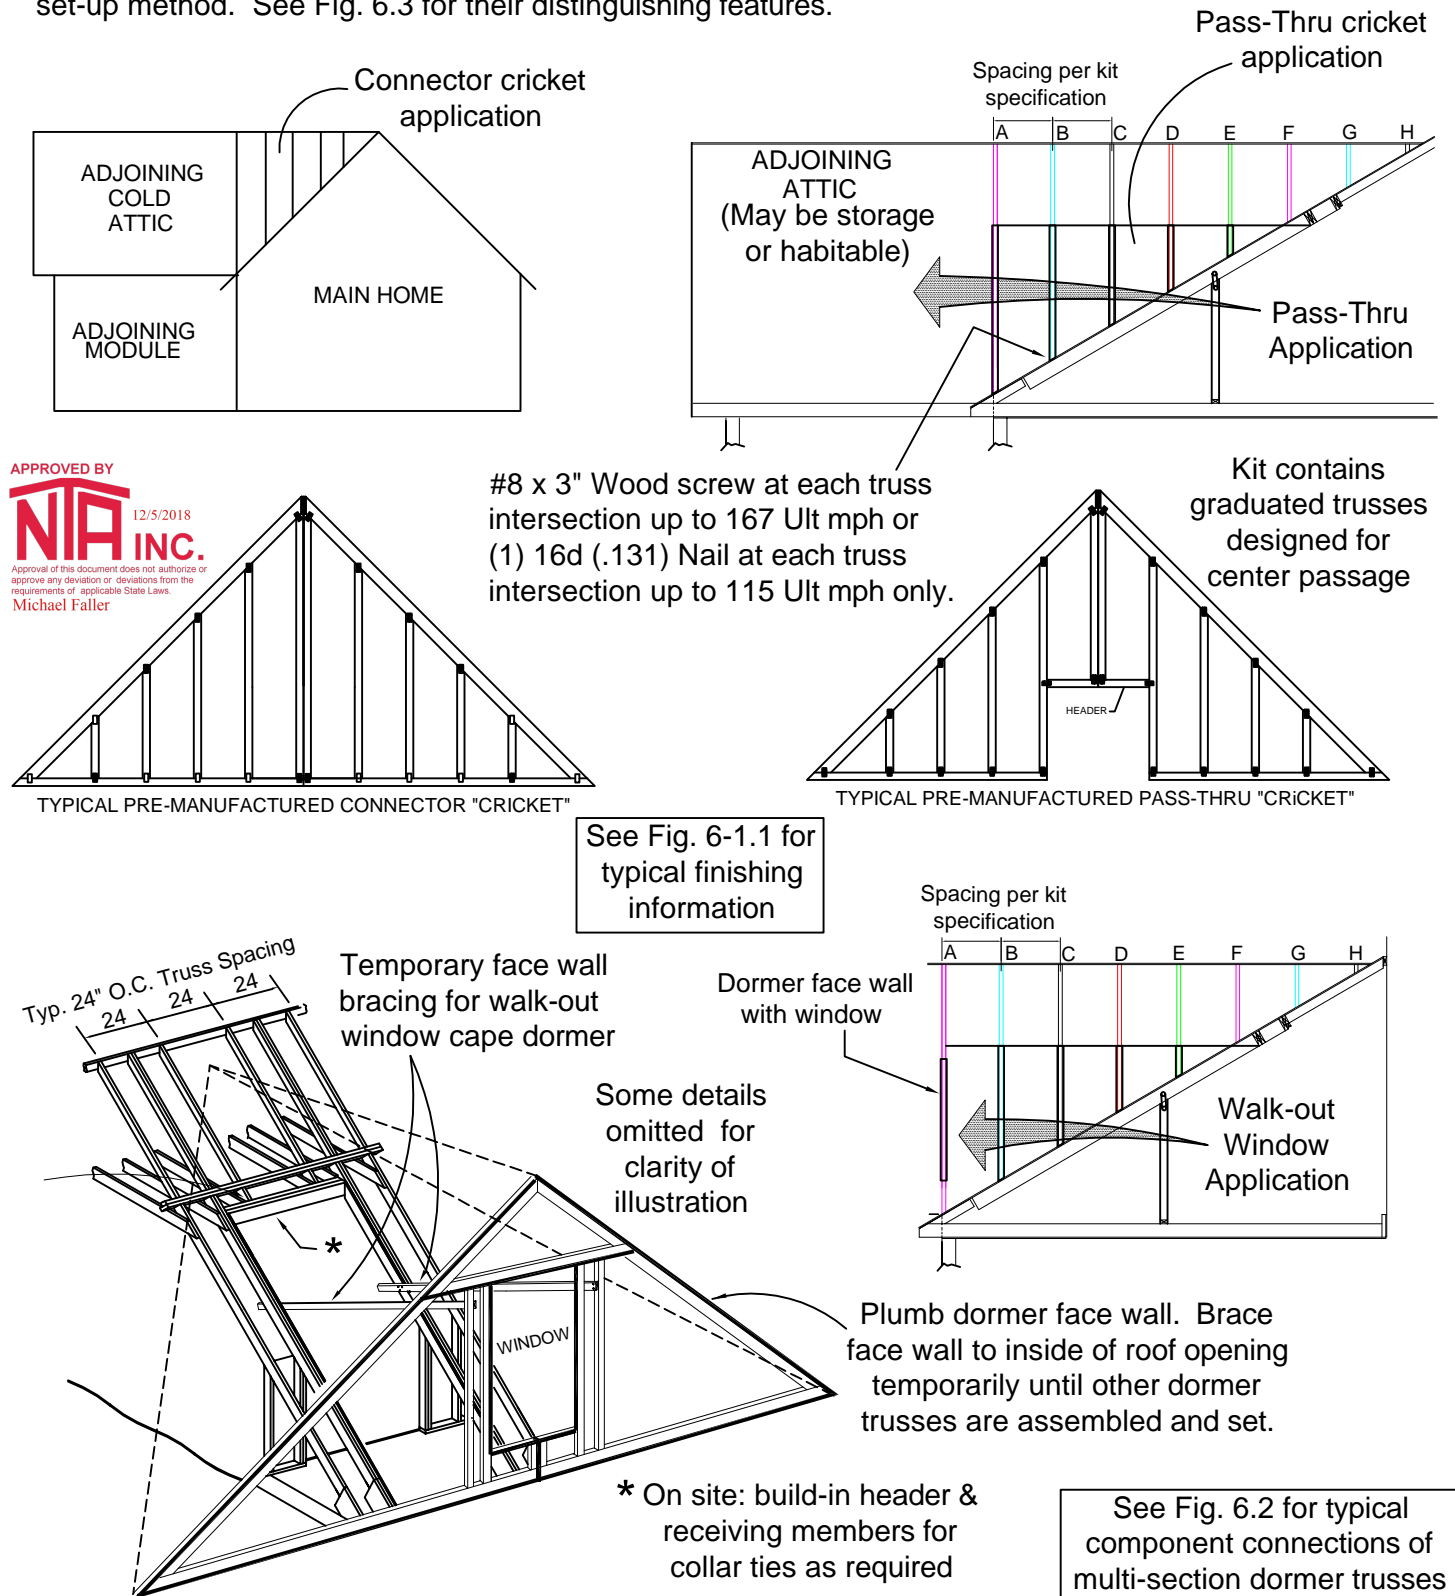 set-up method.  See Fig. 6.3 for their distinguishing features.
Connector cricket
application
ADJOINING
COLD
ATTIC
ADJOINING
MODULE
MAIN HOME
Pass-Thru cricket
application
Spacing per kit
specification
A B C D E F G H
ADJOINING
ATTIC
(May be storage
or habitable)
Pass-Thru
Application
APPROVED BY
NTA INC.
12/5/2018
Approval of this document does not authorize or
approve any deviation or deviations from the
requirements of applicable State Laws.
Michael Faller
#8 x 3" Wood screw at each truss
intersection up to 167 Ult mph or
(1) 16d (.131) Nail at each truss
intersection up to 115 Ult mph only.
Kit contains
graduated trusses
designed for
center passage
HEADER
TYPICAL PRE-MANUFACTURED CONNECTOR "CRICKET"
TYPICAL PRE-MANUFACTURED PASS-THRU "CRiCKET"
See Fig. 6-1.1 for
typical finishing
information
Typ. 24" O.C. Truss Spacing
24 24 24
Temporary face wall
bracing for walk-out
window cape dormer
Some details
omitted  for
clarity of
illustration
*
WINDOW
Spacing per kit
specification
A B C D E F G H
Dormer face wall
with window
Walk-out
Window
Application
Plumb dormer face wall.  Brace
face wall to inside of roof opening
temporarily until other dormer
trusses are assembled and set.
* On site: build-in header &
receiving members for
collar ties as required
See Fig. 6.2 for typical
component connections of
multi-section dormer trusses